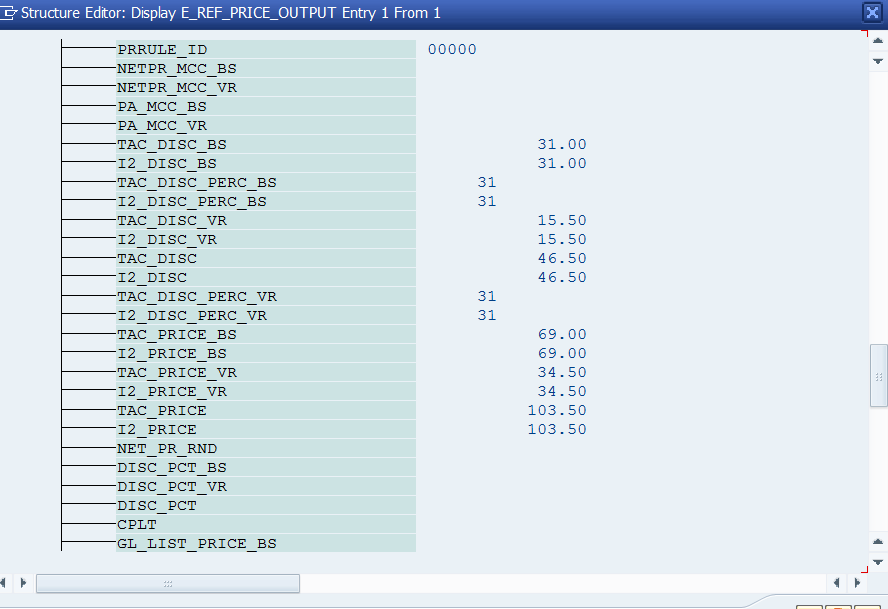 Structure Editor: Display E_REF_PRICE_OUTPUT Entry 1 From 1
PRRULE_ID 00000
NETPR_MCC_BS
NETPR_MCC_VR
PA_MCC_BS
PA_MCC_VR
TAC_DISC_BS 31.00
I2_DISC_BS 31.00
TAC_DISC_PERC_BS 31
I2_DISC_PERC_BS 31
TAC_DISC_VR 15.50
I2_DISC_VR 15.50
TAC_DISC 46.50
I2_DISC 46.50
TAC_DISC_PERC_VR 31
I2_DISC_PERC_VR 31
TAC_PRICE_BS 69.00
I2_PRICE_BS 69.00
TAC_PRICE_VR 34.50
I2_PRICE_VR 34.50
TAC_PRICE 103.50
I2_PRICE 103.50
NET_PR_RND
DISC_PCT_BS
DISC_PCT_VR
DISC_PCT
CPLT
GL_LIST_PRICE_BS